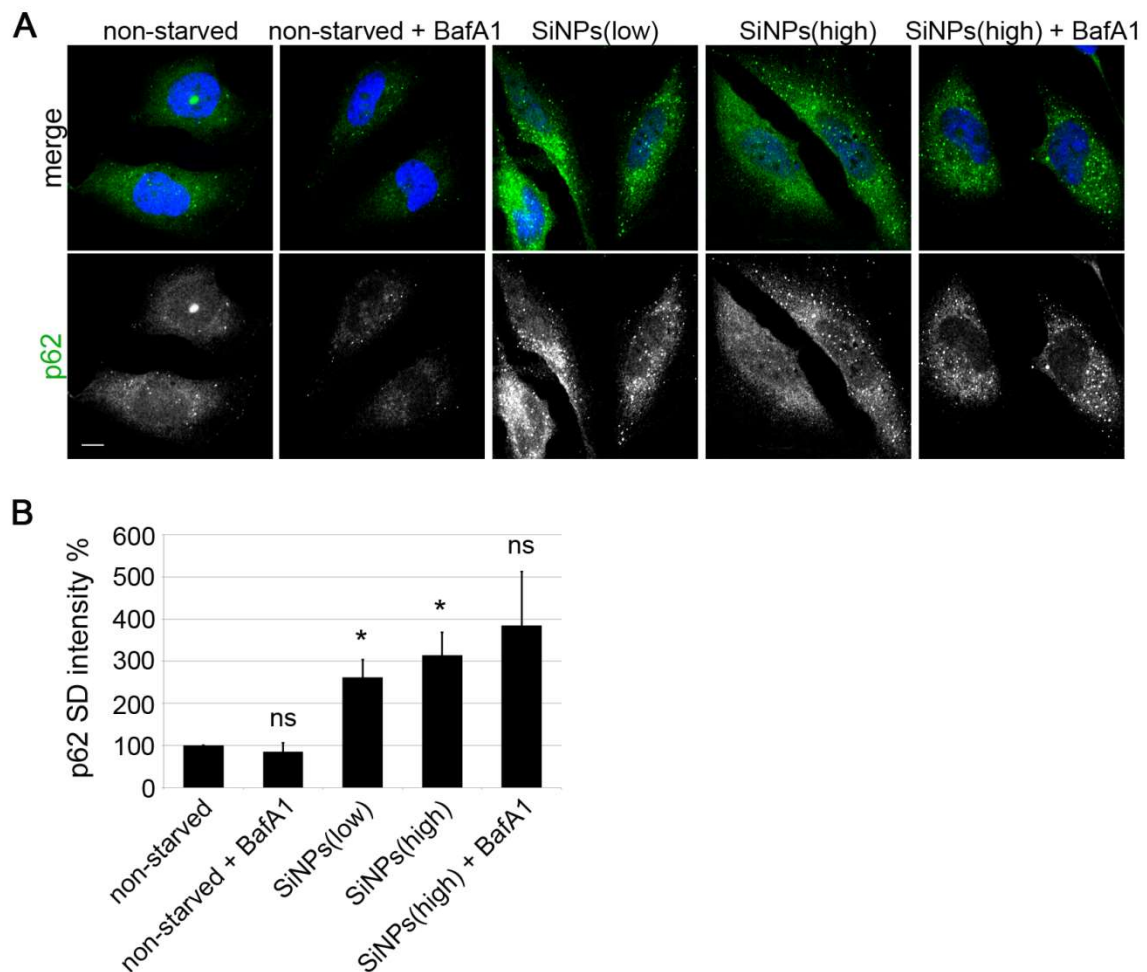 A
non-starved
non-starved + BafA1
SiNPs(low)
SiNPs(high)
SiNPs(high) + BafA1
merge
p62
B
p62 SD intensity %
600
500
400
300
200
100
0
ns
*
*
ns
non-starved
non-starved + BafA1
SiNPs(low)
SiNPs(high)
SiNPs(high) + BafA1